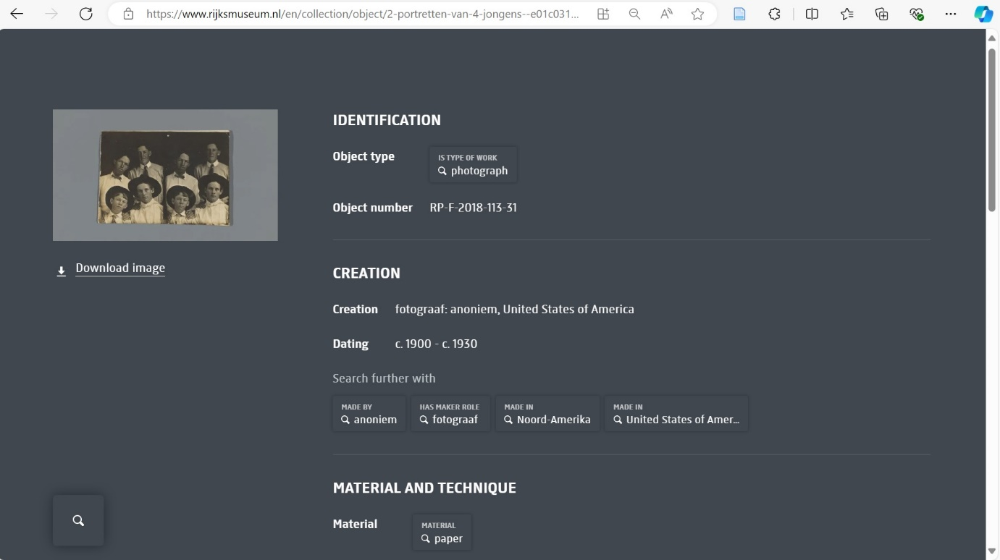 https://www.rijksmuseum.nl/en/collection/object/2-portretten-van-4-jongens--e01c031...
IDENTIFICATION
Object type
IS TYPE OF WORK
photograph
Object number
RP-F-2018-113-31
Download image
CREATION
Creation
fotograaf: anoniem, United States of America
Dating
c. 1900 - c. 1930
Search further with
MADE BY
anoniem
HAS MAKER ROLE
fotograaf
MADE IN
Noord-Amerika
MADE IN
United States of Amer...
MATERIAL AND TECHNIQUE
Material
MATERIAL
paper